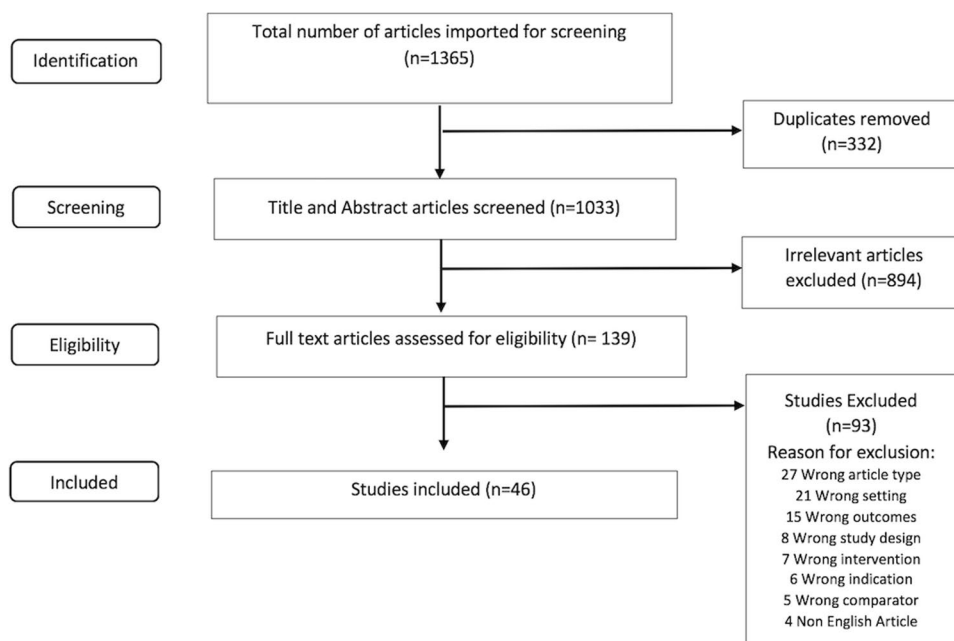 Identification
Total number of articles imported for screening
(n=1365)
Duplicates removed
(n=332)
Screening
Title and Abstract articles screened (n=1033)
Irrelevant articles
excluded (n=894)
Eligibility
Full text articles assessed for eligibility (n= 139)
Studies Excluded
(n=93)
Reason for exclusion:
27 Wrong article type
21 Wrong setting
15 Wrong outcomes
8 Wrong study design
7 Wrong intervention
6 Wrong indication
5 Wrong comparator
4 Non English Article
Included
Studies included (n=46)